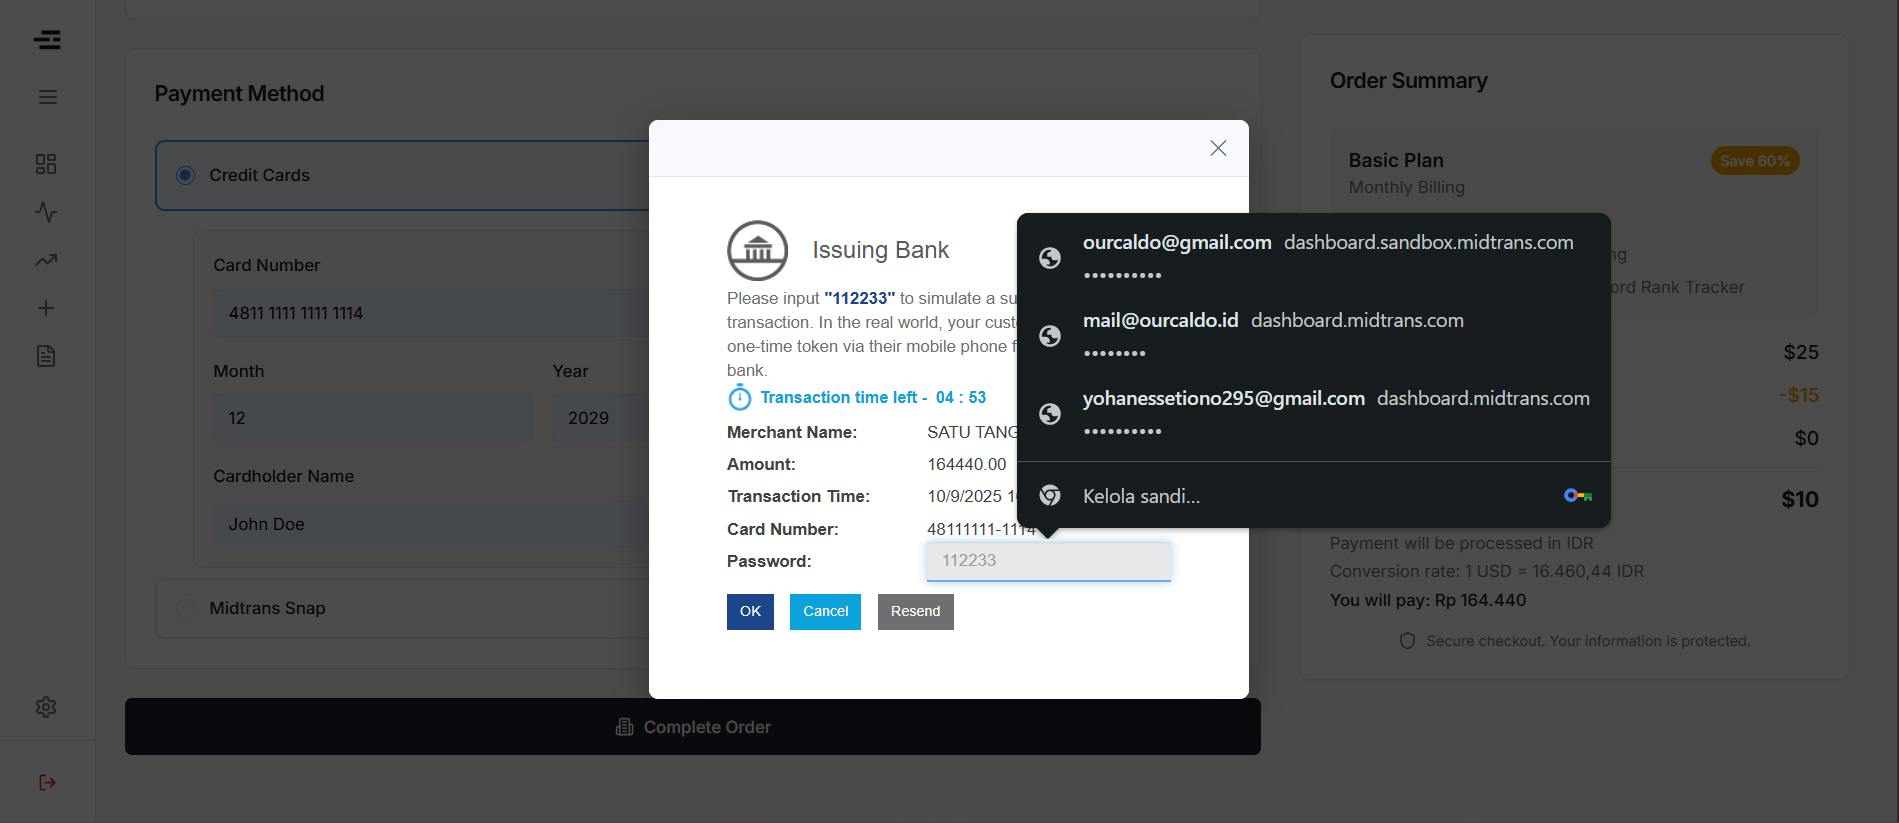 Payment Method
Credit Cards
Card Number
4811 1111 1111 1114
Month
Year
12
2029
Cardholder Name
John Doe
Midtrans Snap
Complete Order
Issuing Bank
Please input "112233" to simulate a su
transaction. In the real world, your cust
one-time token via their mobile phone f
bank.
Transaction time left - 04 : 53
Merchant Name: SATU TANG
Amount: 164440.00
Transaction Time: 10/9/2025 1
Card Number: 48111111-1114
Password: 112233
OK
Cancel
Resend
ourcaldo@gmail.com dashboard.sandbox.midtrans.com
••••••••••
mail@ourcaldo.id dashboard.midtrans.com
••••••••
yohanessetiono295@gmail.com dashboard.midtrans.com
••••••••••
Kelola sandi...
Order Summary
Basic Plan
Save 60%
Monthly Billing
ng
ord Rank Tracker
$25
-$15
$0
$10
Payment will be processed in IDR
Conversion rate: 1 USD = 16.460,44 IDR
You will pay: Rp 164.440
Secure checkout. Your information is protected.